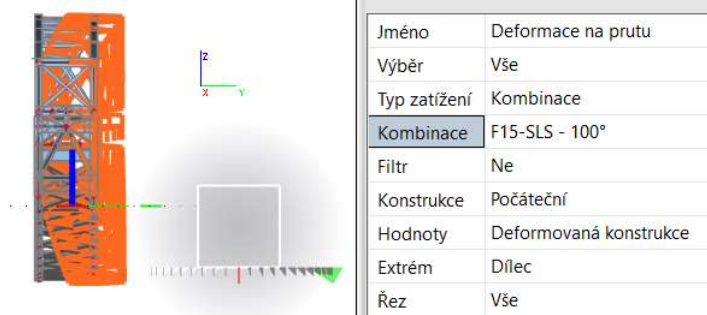 Z
X
Y
Jméno Deformace na prutu
Výběr Vše
Typ zatížení Kombinace
Kombinace F15-SLS - 100°
Filtr Ne
Konstrukce Počáteční
Hodnoty Deformovaná konstrukce
Extrém Dílec
Řez Vše